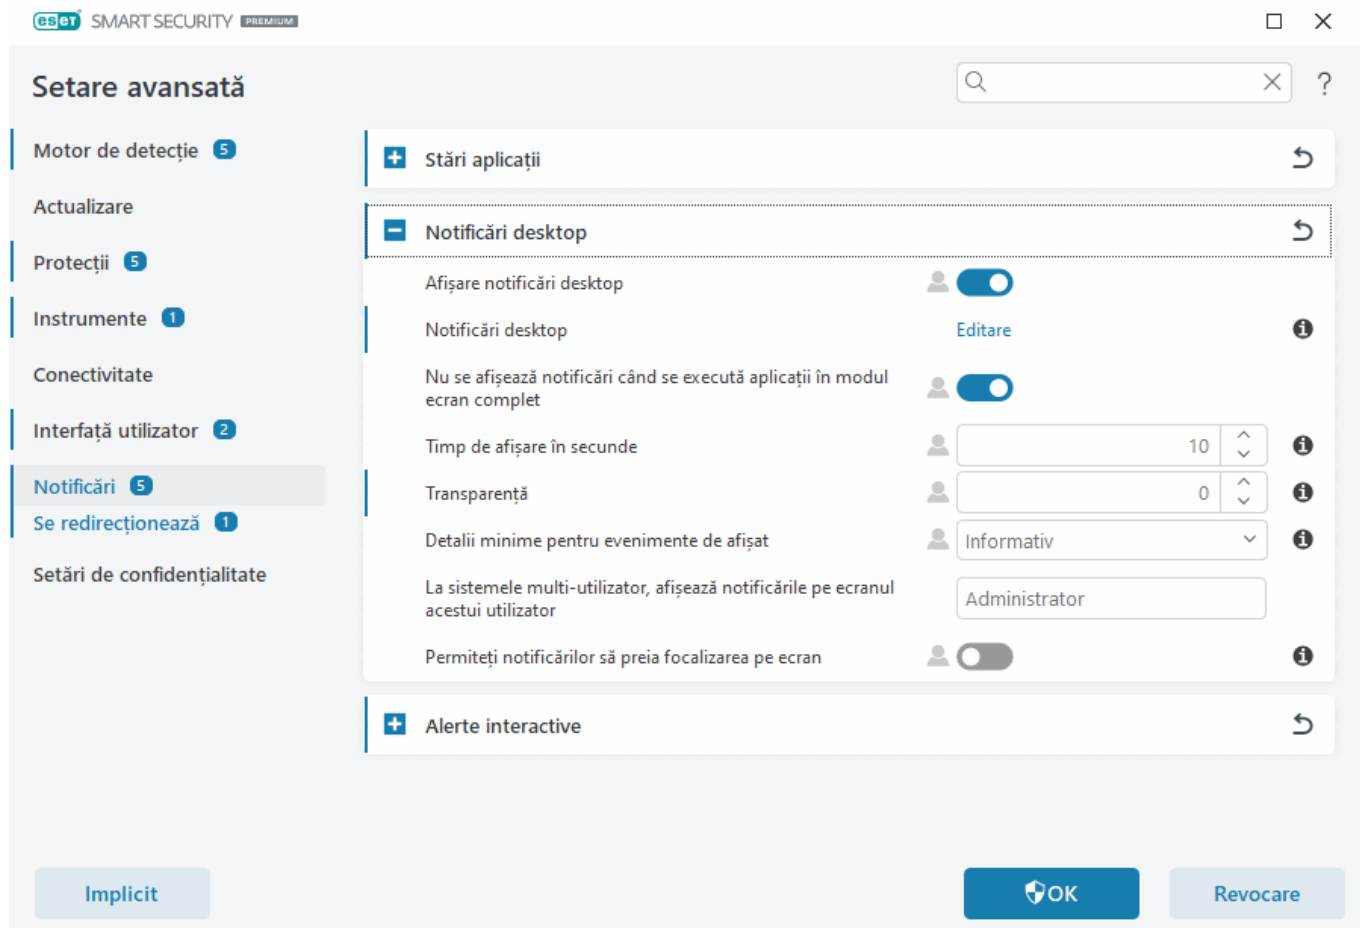 eset SMART SECURITY PREMIUM
Setare avansată
?
Motor de detecție 5
Actualizare
Protecții 5
Instrumente 1
Conectivitate
Interfață utilizator 2
Notificări 5
Se redirecționează 1
Setări de confidențialitate
Stări aplicații
Notificări desktop
Afișare notificări desktop
Notificări desktop Editare
Nu se afișează notificări când se execută aplicații în modul
ecran complet
Timp de afișare în secunde 10
Transparență 0
Detalii minime pentru evenimente de afișat Informativ
La sistemele multi-utilizator, afișează notificările pe ecranul
acestui utilizator
Administrator
Permiteți notificărilor să preia focalizarea pe ecran
Alerte interactive
Implicit
OK
Revocare